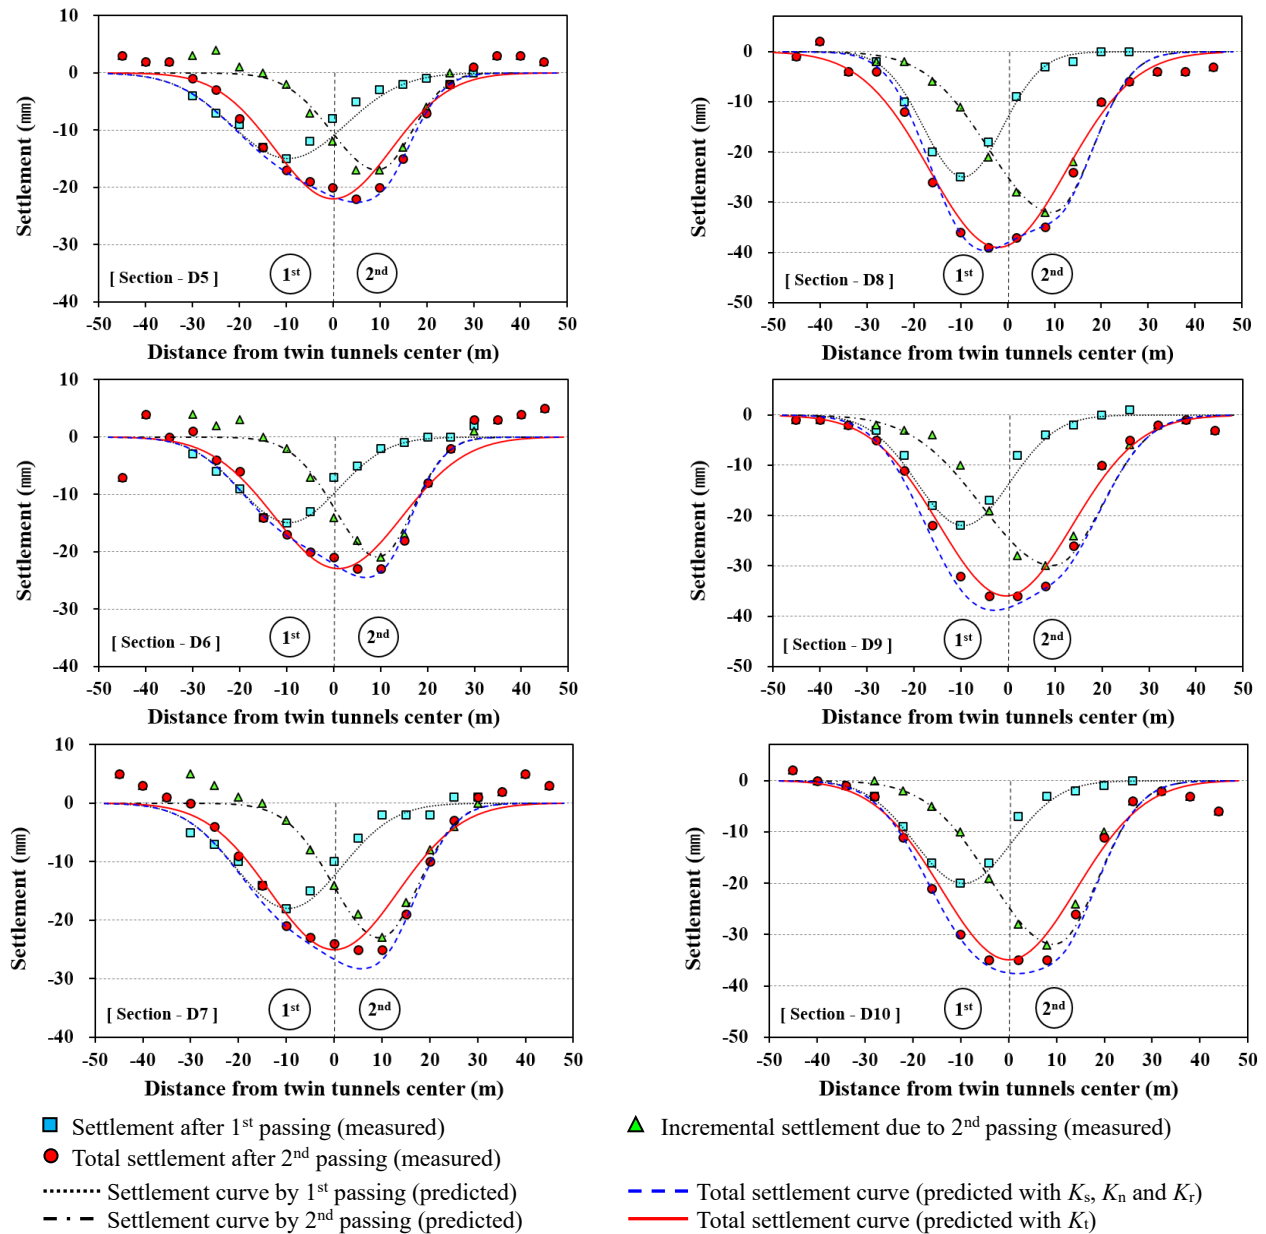 10
0
-10
-20
-30
-40
Settlement (mm)
[ Section - D5 ]
1st
2nd
-50 -40 -30 -20 -10 0 10 20 30 40 50
Distance from twin tunnels center (m)
0
-10
-20
-30
-40
-50
Settlement (mm)
[ Section - D8 ]
1st
2nd
-50 -40 -30 -20 -10 0 10 20 30 40 50
Distance from twin tunnels center (m)
10
0
-10
-20
-30
-40
Settlement (mm)
[ Section - D6 ]
1st
2nd
-50 -40 -30 -20 -10 0 10 20 30 40 50
Distance from twin tunnels center (m)
0
-10
-20
-30
-40
-50
Settlement (mm)
[ Section - D9 ]
1st
2nd
-50 -40 -30 -20 -10 0 10 20 30 40 50
Distance from twin tunnels center (m)
10
0
-10
-20
-30
-40
Settlement (mm)
[ Section - D7 ]
1st
2nd
-50 -40 -30 -20 -10 0 10 20 30 40 50
Distance from twin tunnels center (m)
0
-10
-20
-30
-40
-50
Settlement (mm)
[ Section - D10 ]
1st
2nd
-50 -40 -30 -20 -10 0 10 20 30 40 50
Distance from twin tunnels center (m)
Settlement after 1st passing (measured)
Incremental settlement due to 2nd passing (measured)
Total settlement after 2nd passing (measured)
Settlement curve by 1st passing (predicted)
Total settlement curve (predicted with Ks, Kn and Kr)
Settlement curve by 2nd passing (predicted)
Total settlement curve (predicted with Kt)